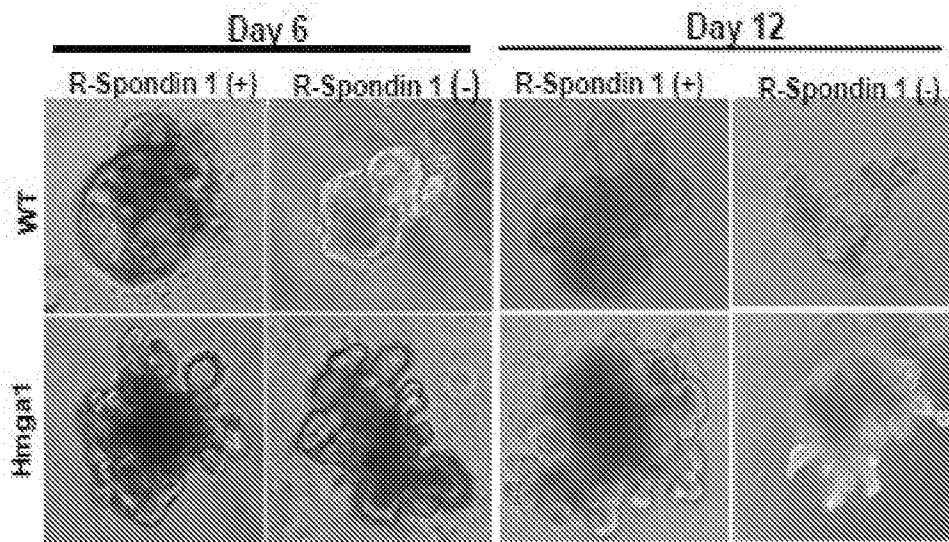 Day 6 Day 12
R-Spondin 1 (+) R-Spondin 1 (-) R-Spondin 1 (+) R-Spondin 1 (-)
WT
Hmga1